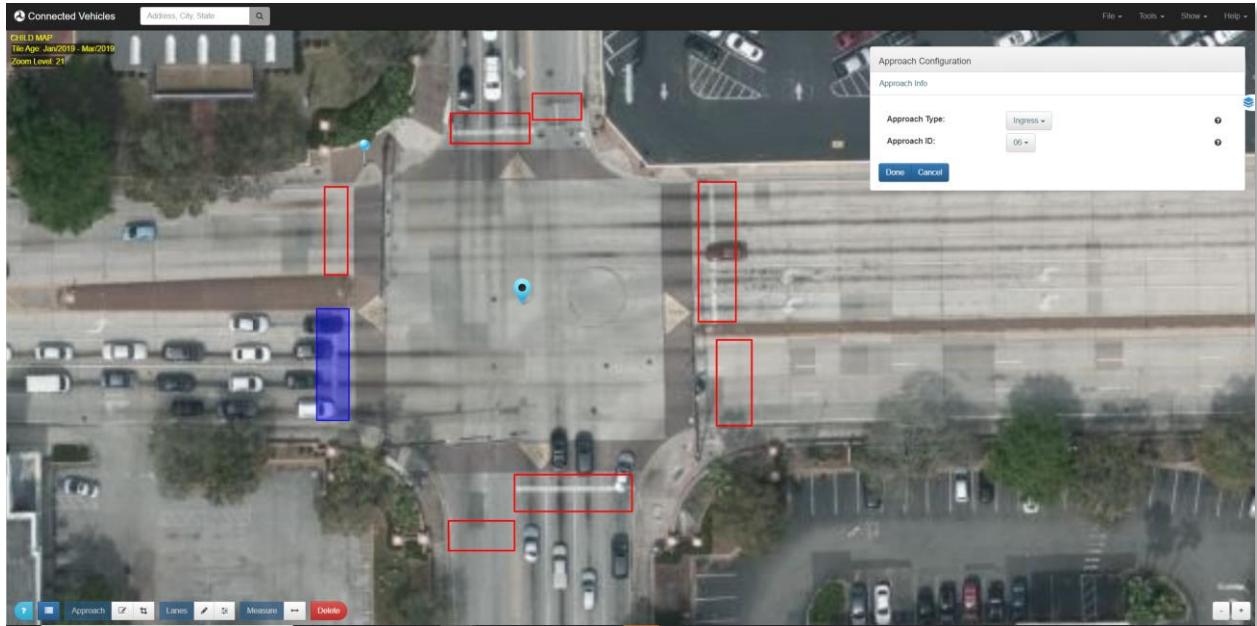 Connected Vehicles
Address, City, State
File
Tools
Show
Help
CHILD MAP
Tile Age: Jan/2019 - Mar/2019
Zoom Level: 21
Approach Configuration
Approach Info
Approach Type:
Ingress
Approach ID:
06
Done
Cancel
?
Approach
Lanes
Measure
Delete
-
+